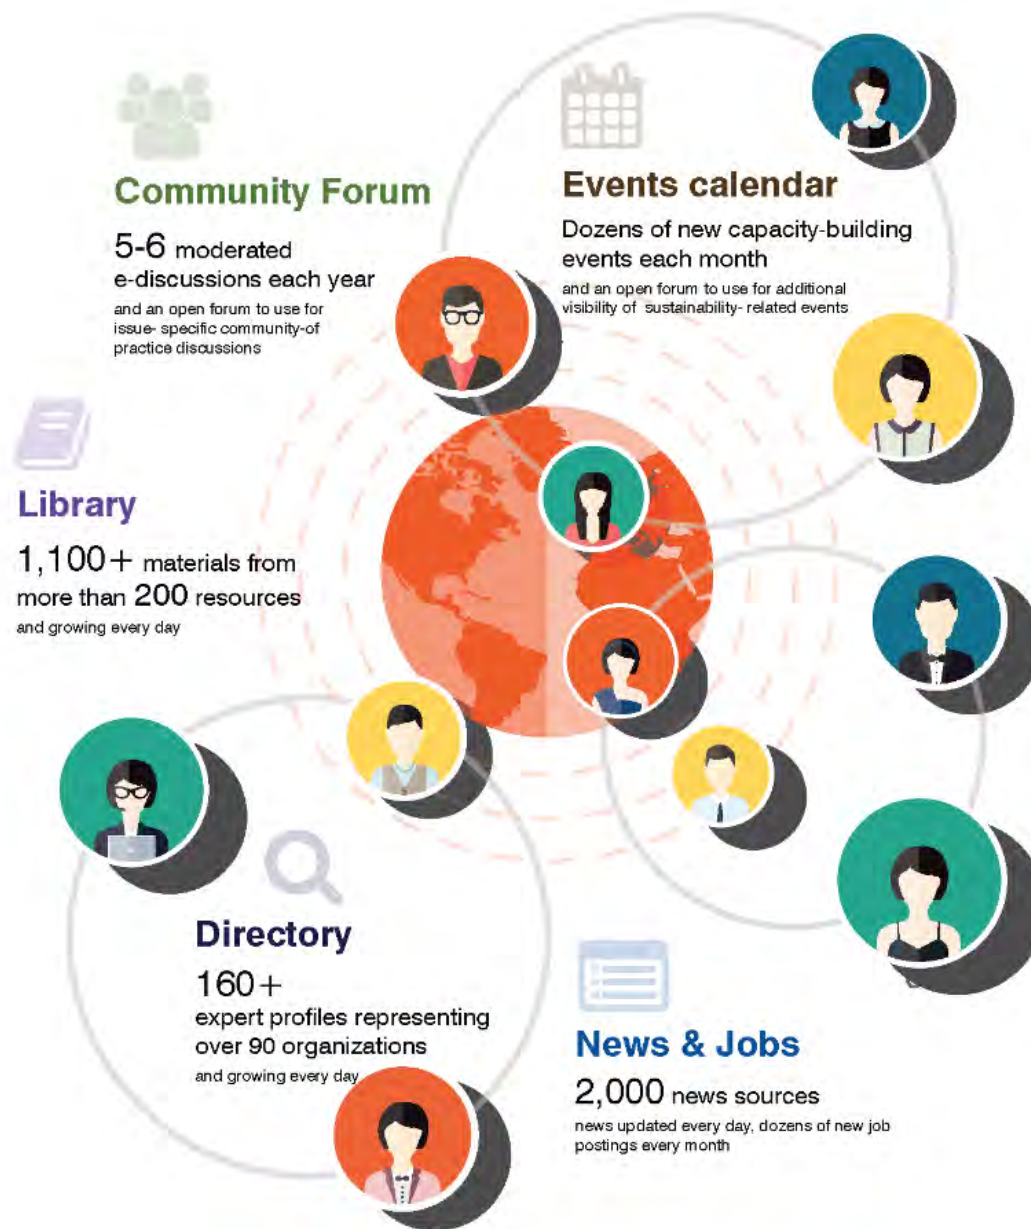 Community Forum
5-6 moderated
e-discussions each year
and an open forum to use for
issue- specific community-of
practice discussions
Events calendar
Dozens of new capacity-building
events each month
and an open forum to use for additional
visibility of sustainability- related events
Library
1,100+ materials from
more than 200 resources
and growing every day
Directory
160+
expert profiles representing
over 90 organizations
and growing every day
News & Jobs
2,000 news sources
news updated every day, dozens of new job
postings every month